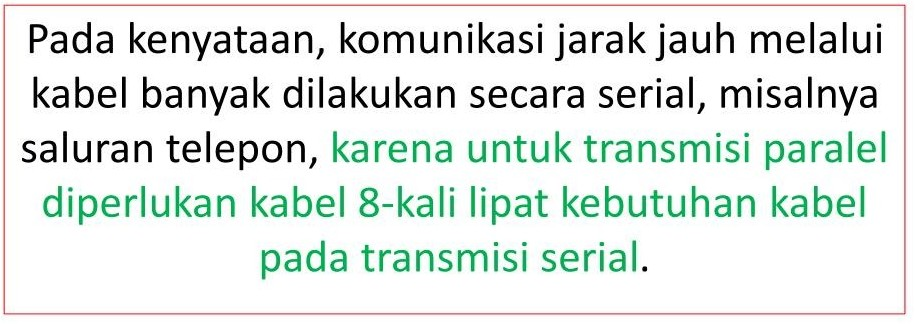 Pada kenyataan, komunikasi jarak jauh melalui
kabel banyak dilakukan secara serial, misalnya
saluran telepon, karena untuk transmisi paralel
diperlukan kabel 8-kali lipat kebutuhan kabel
pada transmisi serial.